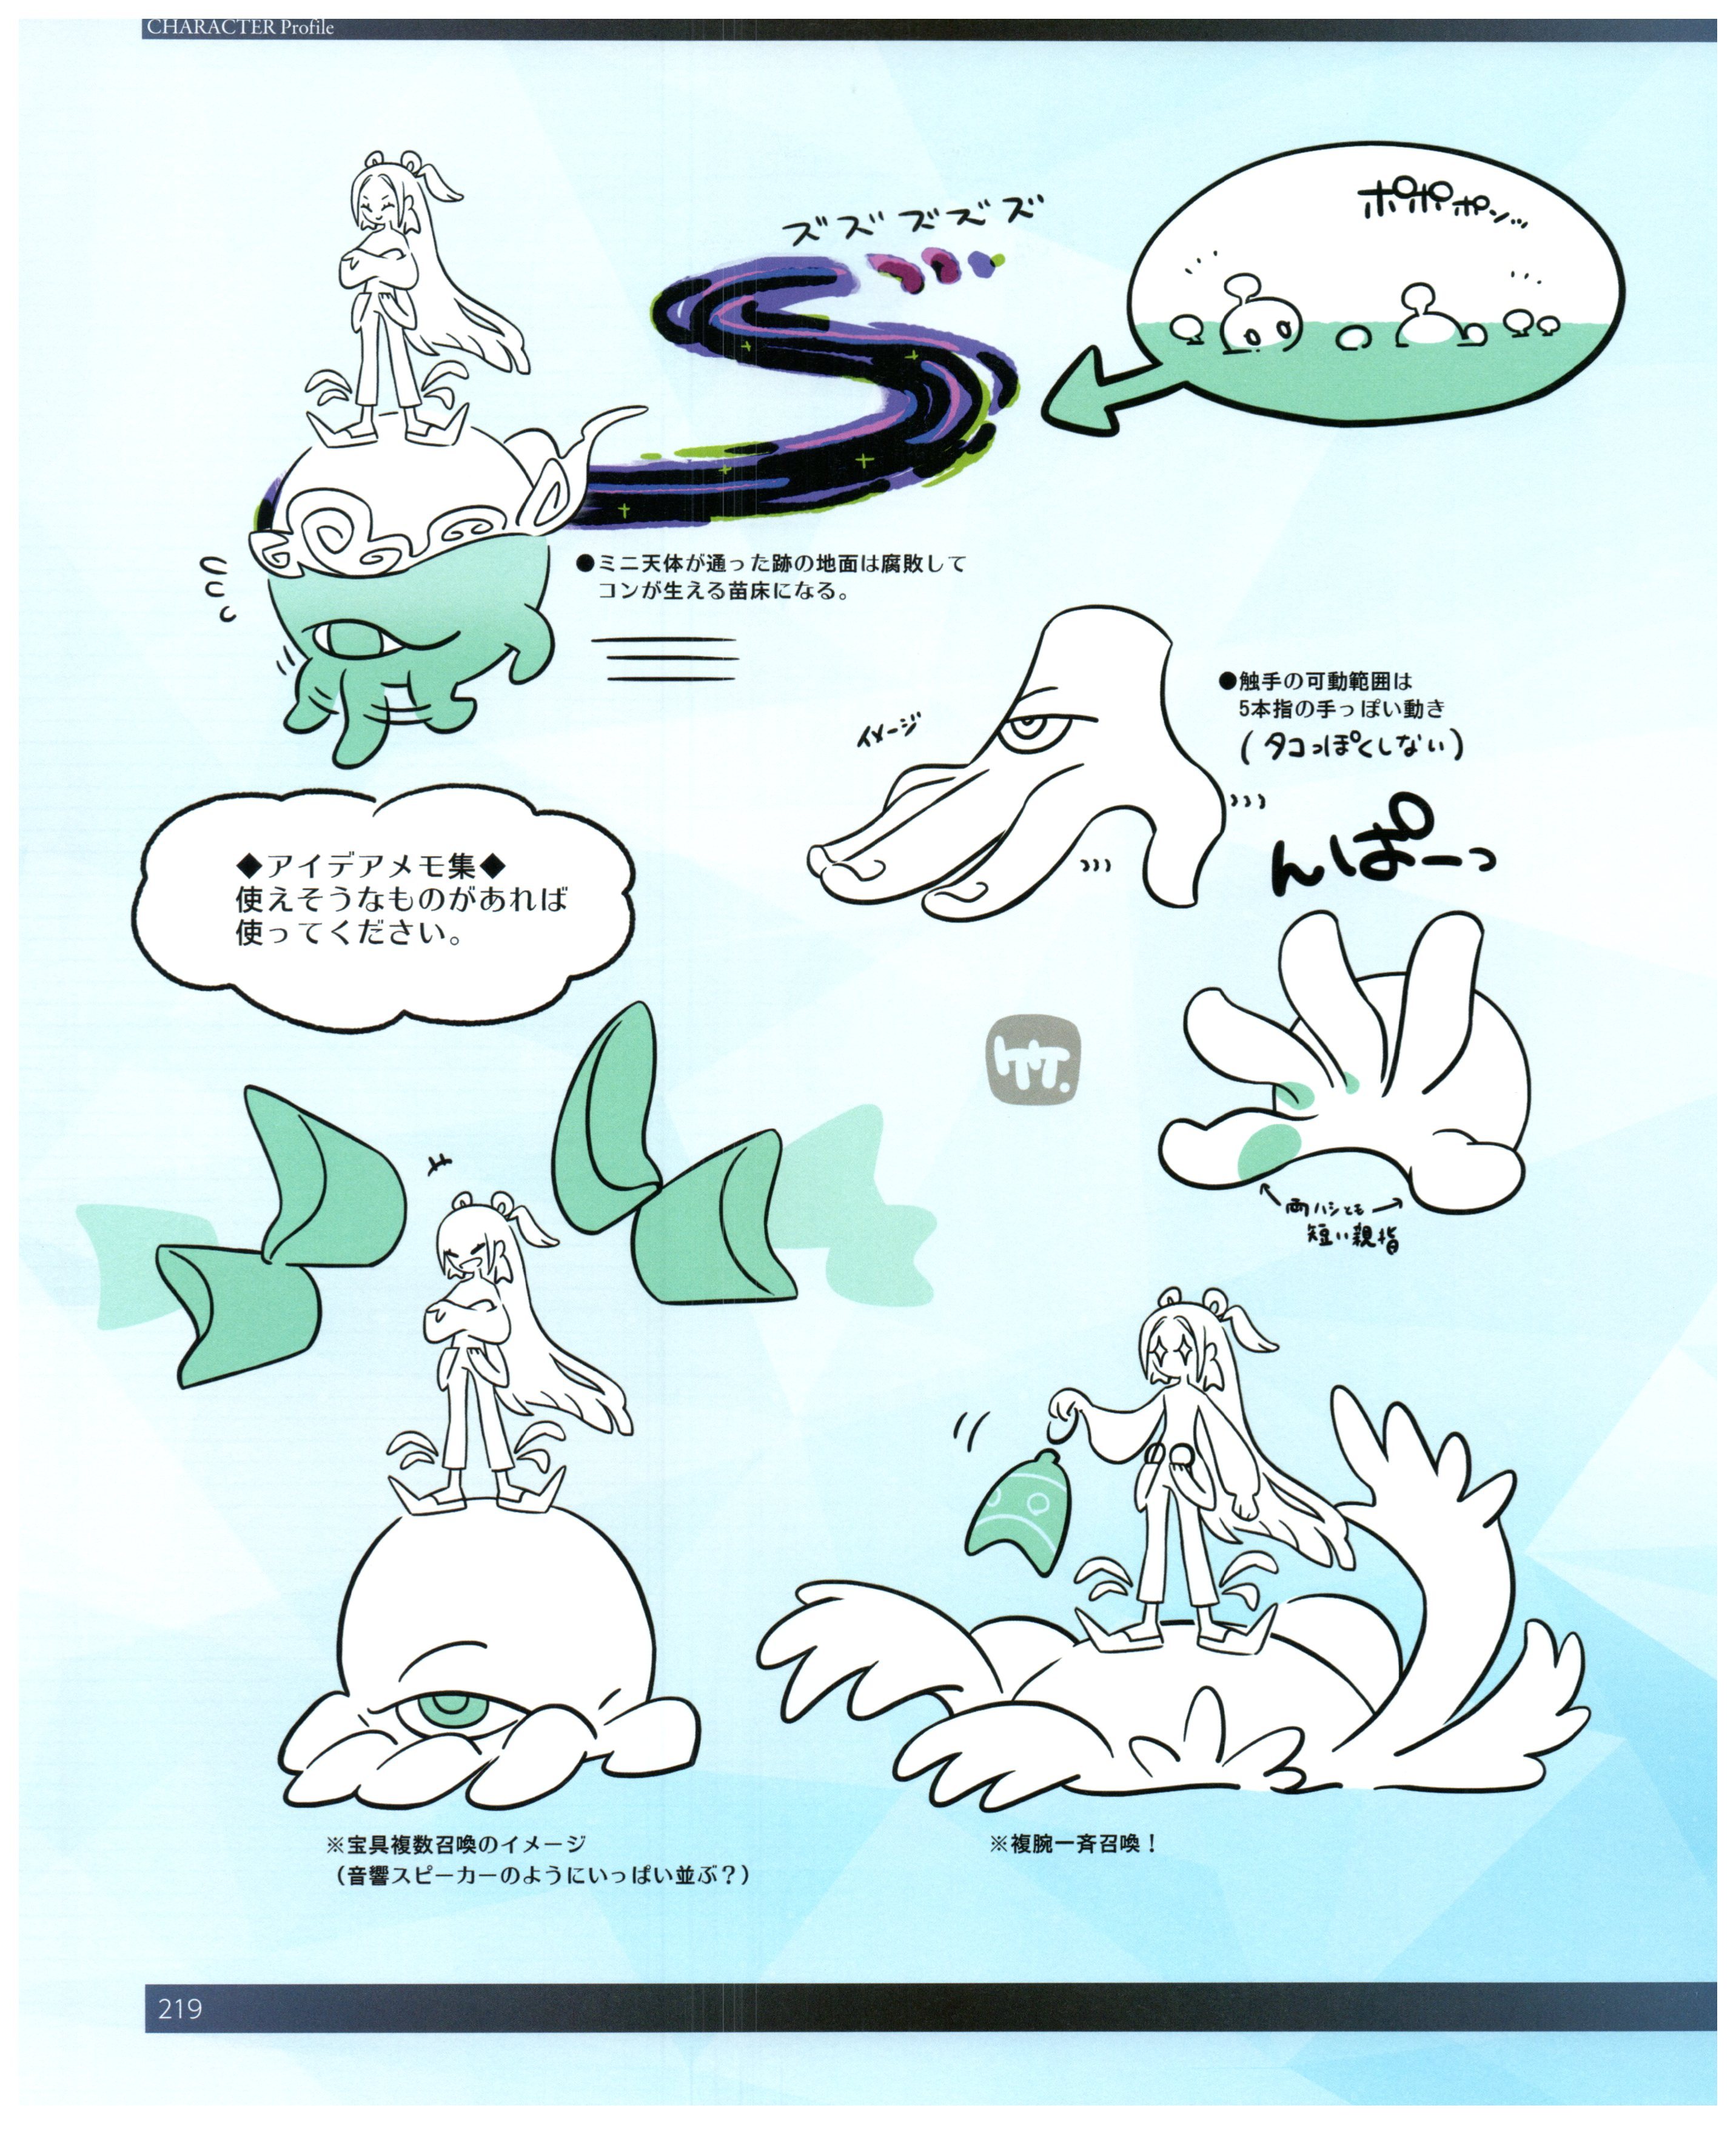 CHARACTER Profile
ズズズズズ
ポポポポン…
●ミニ天体が通った跡の地面は腐敗して
コンが生える苗床になる。
イメージ
●触手の可動範囲は
5本指の手っぽい動き
(タコっぽくしない)
んぱーっ
◆アイデアメモ集◆
使えそうなものがあれば
使ってください。
竹.
両ハシとも
短い親指
※宝具複数召喚のイメージ
(音響スピーカーのようにいっぱい並ぶ?)
※複腕一斉召喚!
219